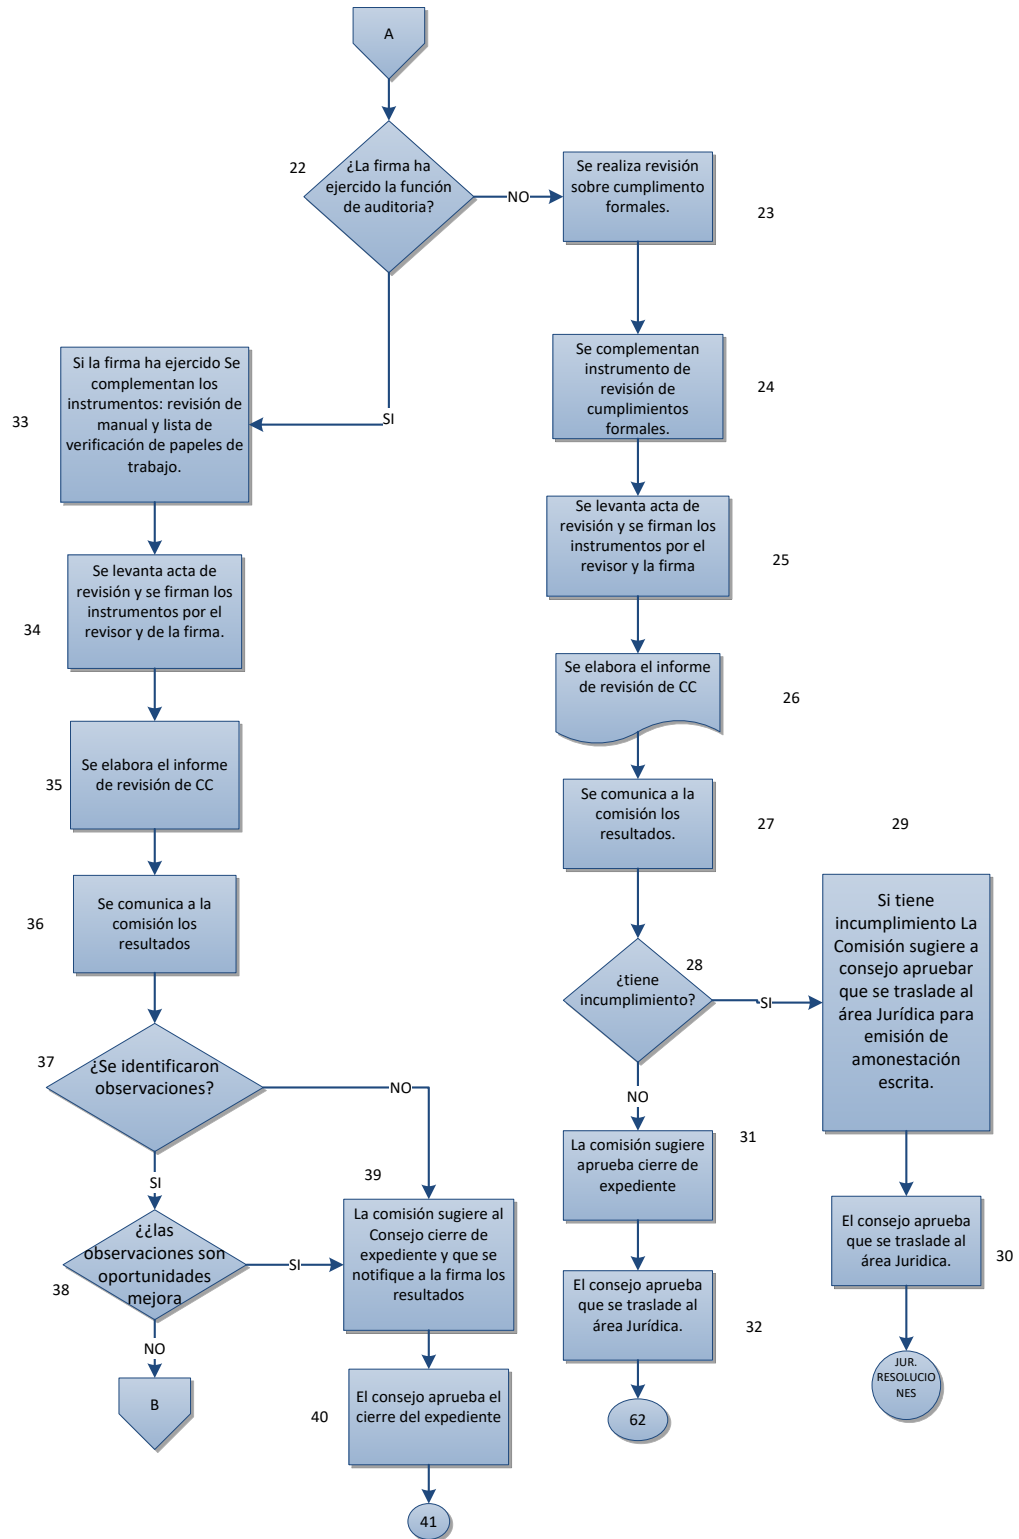 A
22
¿La firma ha
ejercido la función
de auditoria?
NO
Se realiza revisión
sobre cumplimento
formales.
23
SI
Se complementan
instrumento de
revisión de
cumplimientos
formales.
24
Si la firma ha ejercido Se
complementan los
instrumentos: revisión de
manual y lista de
verificación de papeles de
trabajo.
33
Se levanta acta de
revisión y se firman los
instrumentos por el
revisor y la firma
25
Se levanta acta de
revisión y se firman los
instrumentos por el
revisor y de la firma.
34
Se elabora el informe
de revisión de CC
26
Se elabora el informe
de revisión de CC
35
Se comunica a la
comisión los
resultados.
27
29
Se comunica a la
comisión los
resultados
36
Si tiene
incumplimiento La
Comisión sugiere a
consejo apruebar
que se traslade al
área Jurídica para
emisión de
amonestación
escrita.
28
¿tiene
incumplimiento?
SI
NO
37
¿Se identificaron
observaciones?
NO
SI
31
La comisión sugiere
aprueba cierre de
expediente
39
La comisión sugiere al
Consejo cierre de
expediente y que se
notifique a la firma los
resultados
¿¿las
observaciones son
oportunidades
mejora
38
SI
NO
El consejo aprueba
que se traslade al
área Juridica.
30
El consejo aprueba
que se traslade al
área Jurídica.
32
JUR.
RESOLUCIO
NES
B
El consejo aprueba el
cierre del expediente
40
62
41